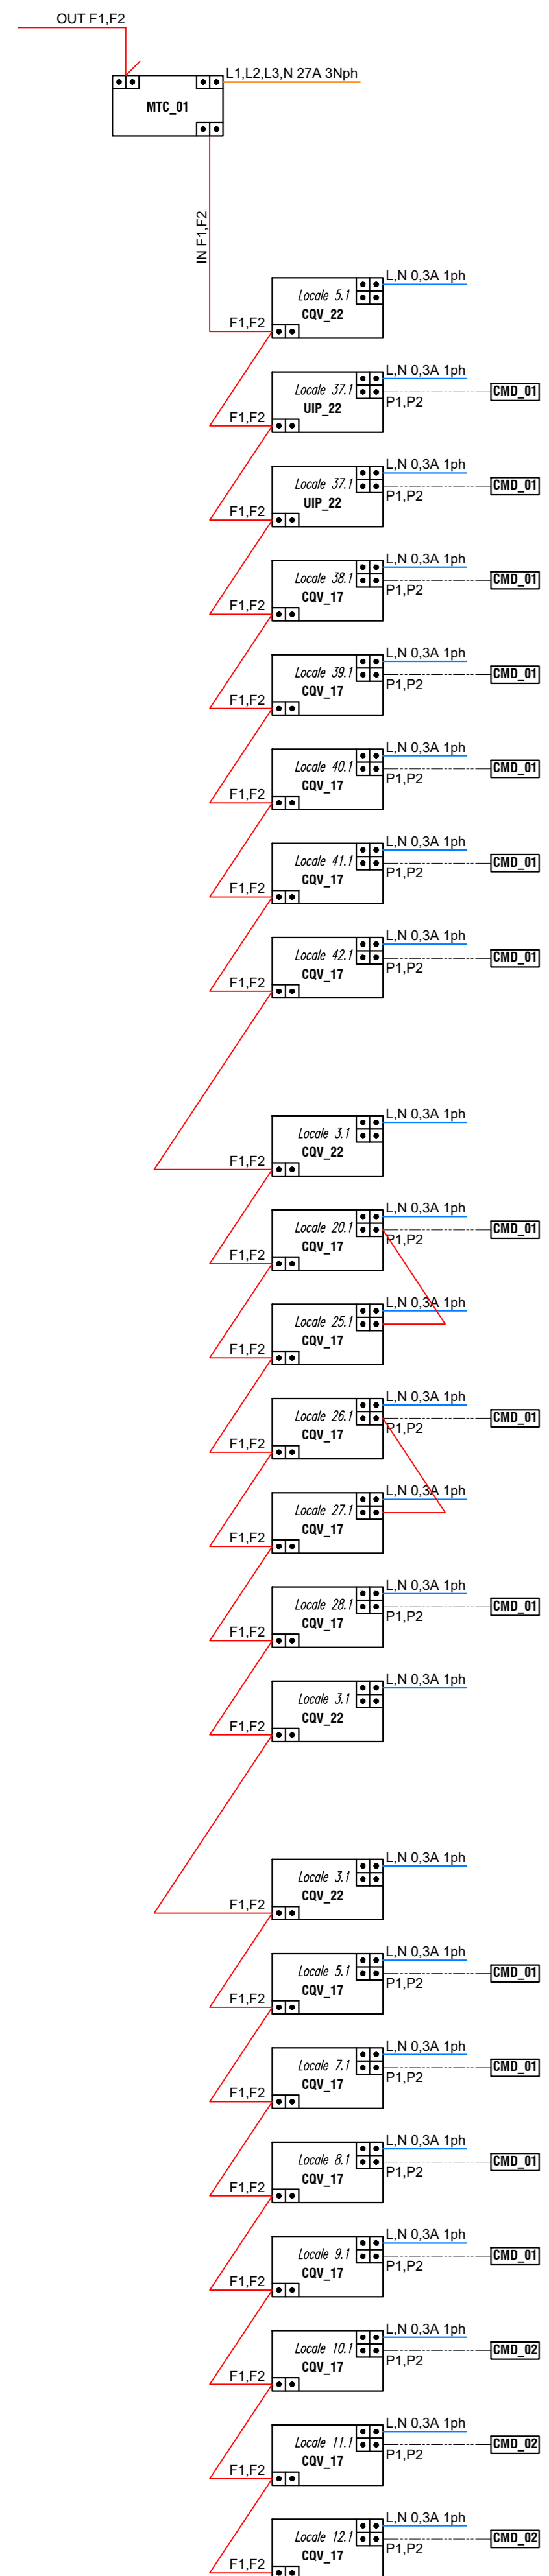 OUT F1,F2
L1,L2,L3,N 27A 3Nph
MTC_01
IN F1,F2
L,N 0,3A 1ph
Locale 5.1
CQV_22
F1,F2
L,N 0,3A 1ph
Locale 37.1
CMD_01
P1,P2
UIP_22
F1,F2
L,N 0,3A 1ph
Locale 37.1
CMD_01
P1,P2
UIP_22
F1,F2
L,N 0,3A 1ph
Locale 38.1
CMD_01
P1,P2
CQV_17
F1,F2
L,N 0,3A 1ph
Locale 39.1
CMD_01
P1,P2
CQV_17
F1,F2
L,N 0,3A 1ph
Locale 40.1
CMD_01
P1,P2
CQV_17
F1,F2
L,N 0,3A 1ph
Locale 41.1
CMD_01
P1,P2
CQV_17
F1,F2
L,N 0,3A 1ph
Locale 42.1
CMD_01
P1,P2
CQV_17
F1,F2
L,N 0,3A 1ph
Locale 3.1
CQV_22
F1,F2
L,N 0,3A 1ph
Locale 20.1
CMD_01
P1,P2
CQV_17
F1,F2
L,N 0,3A 1ph
Locale 25.1
CQV_17
F1,F2
L,N 0,3A 1ph
Locale 26.1
CMD_01
P1,P2
CQV_17
F1,F2
L,N 0,3A 1ph
Locale 27.1
CQV_17
F1,F2
L,N 0,3A 1ph
Locale 28.1
CMD_01
P1,P2
CQV_17
F1,F2
L,N 0,3A 1ph
Locale 3.1
CQV_22
F1,F2
L,N 0,3A 1ph
Locale 3.1
CQV_22
F1,F2
L,N 0,3A 1ph
Locale 5.1
CMD_01
P1,P2
CQV_17
F1,F2
L,N 0,3A 1ph
Locale 7.1
CMD_01
P1,P2
CQV_17
F1,F2
L,N 0,3A 1ph
Locale 8.1
CMD_01
P1,P2
CQV_17
F1,F2
L,N 0,3A 1ph
Locale 9.1
CMD_01
P1,P2
CQV_17
F1,F2
L,N 0,3A 1ph
Locale 10.1
CMD_02
P1,P2
CQV_17
F1,F2
L,N 0,3A 1ph
Locale 11.1
CMD_02
P1,P2
CQV_17
F1,F2
L,N 0,3A 1ph
Locale 12.1
CMD_02
P1,P2
CQV_17
F1,F2